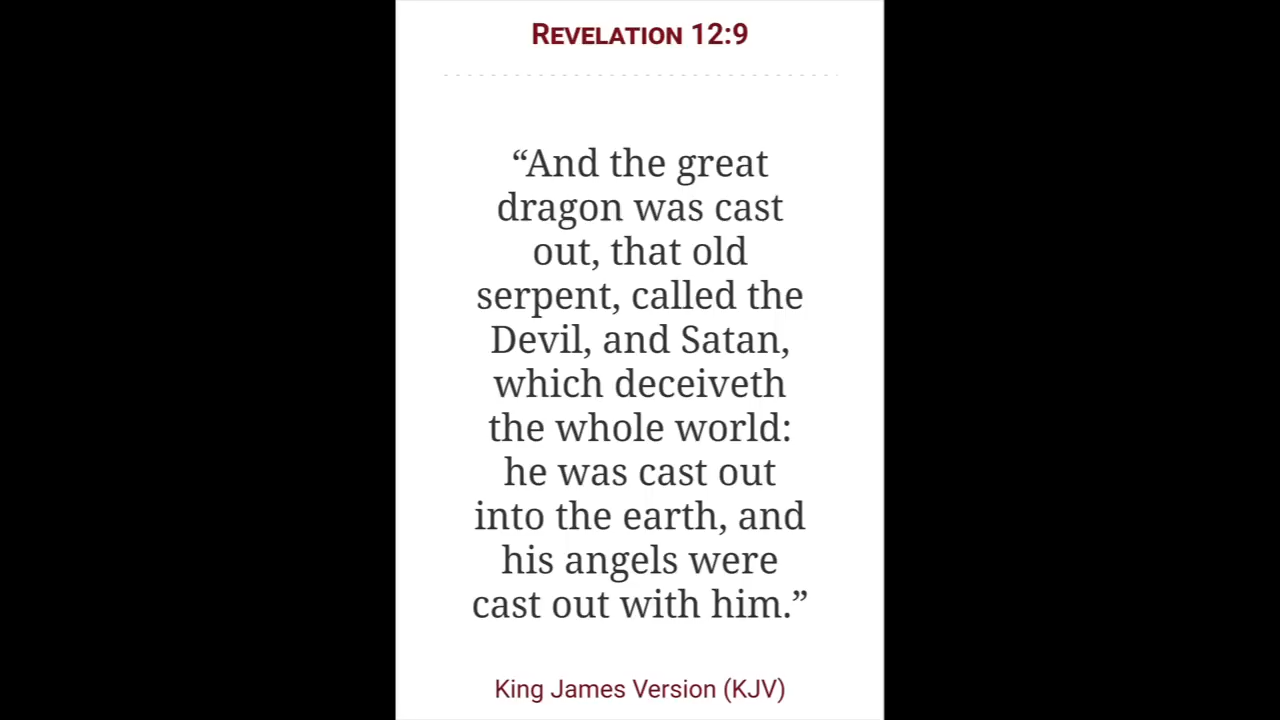 Revelation 12:9
“And the great
dragon was cast
out, that old
serpent, called the
Devil, and Satan,
which deceiveth
the whole world:
he was cast out
into the earth, and
his angels were
cast out with him.”
King James Version (KJV)